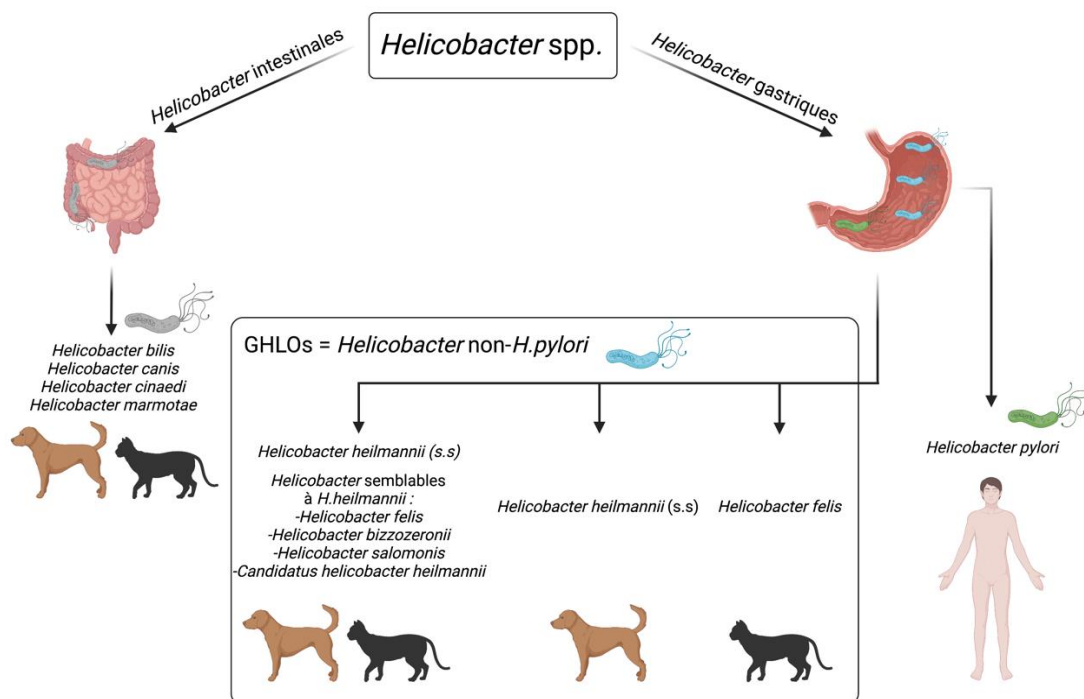 Helicobacter spp.
Helicobacter intestinales
Helicobacter gastriques
Helicobacter bilis
Helicobacter canis
Helicobacter cinaedi
Helicobacter marmotae
GHLOs = Helicobacter non-H.pylori
Helicobacter heilmannii (s.s)
Helicobacter semblables
à H.heilmannii :
-Helicobacter felis
-Helicobacter bizzozeronii
-Helicobacter salomonis
-Candidatus helicobacter heilmannii
Helicobacter heilmannii (s.s)
Helicobacter felis
Helicobacter pylori